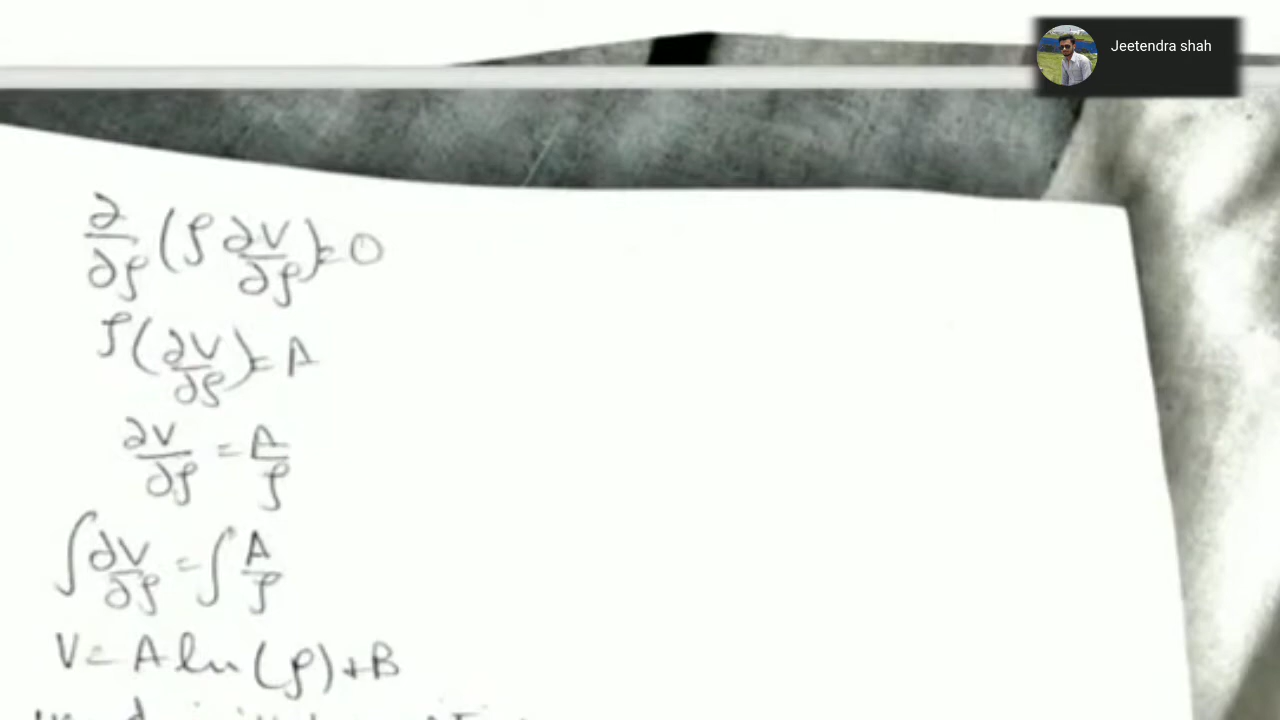 Jeetendra shah
∂/∂ρ (ρ ∂V/∂ρ) = 0
ρ(∂V/∂ρ) = A
∂V/∂ρ = A/ρ
∫ ∂V/∂ρ = ∫ A/ρ
V = A ln(ρ) + B